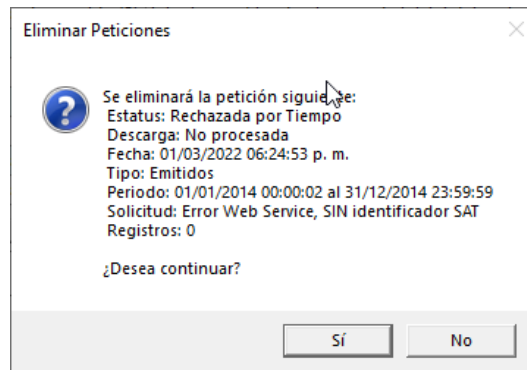 Eliminar Peticiones
Se eliminará la petición siguiente:
Estatus: Rechazada por Tiempo
Descarga: No procesada
Fecha: 01/03/2022 06:24:53 p. m.
Tipo: Emitidos
Periodo: 01/01/2014 00:00:02 al 31/12/2014 23:59:59
Solicitud: Error Web Service, SIN identificador SAT
Registros: 0
¿Desea continuar?
Sí
No